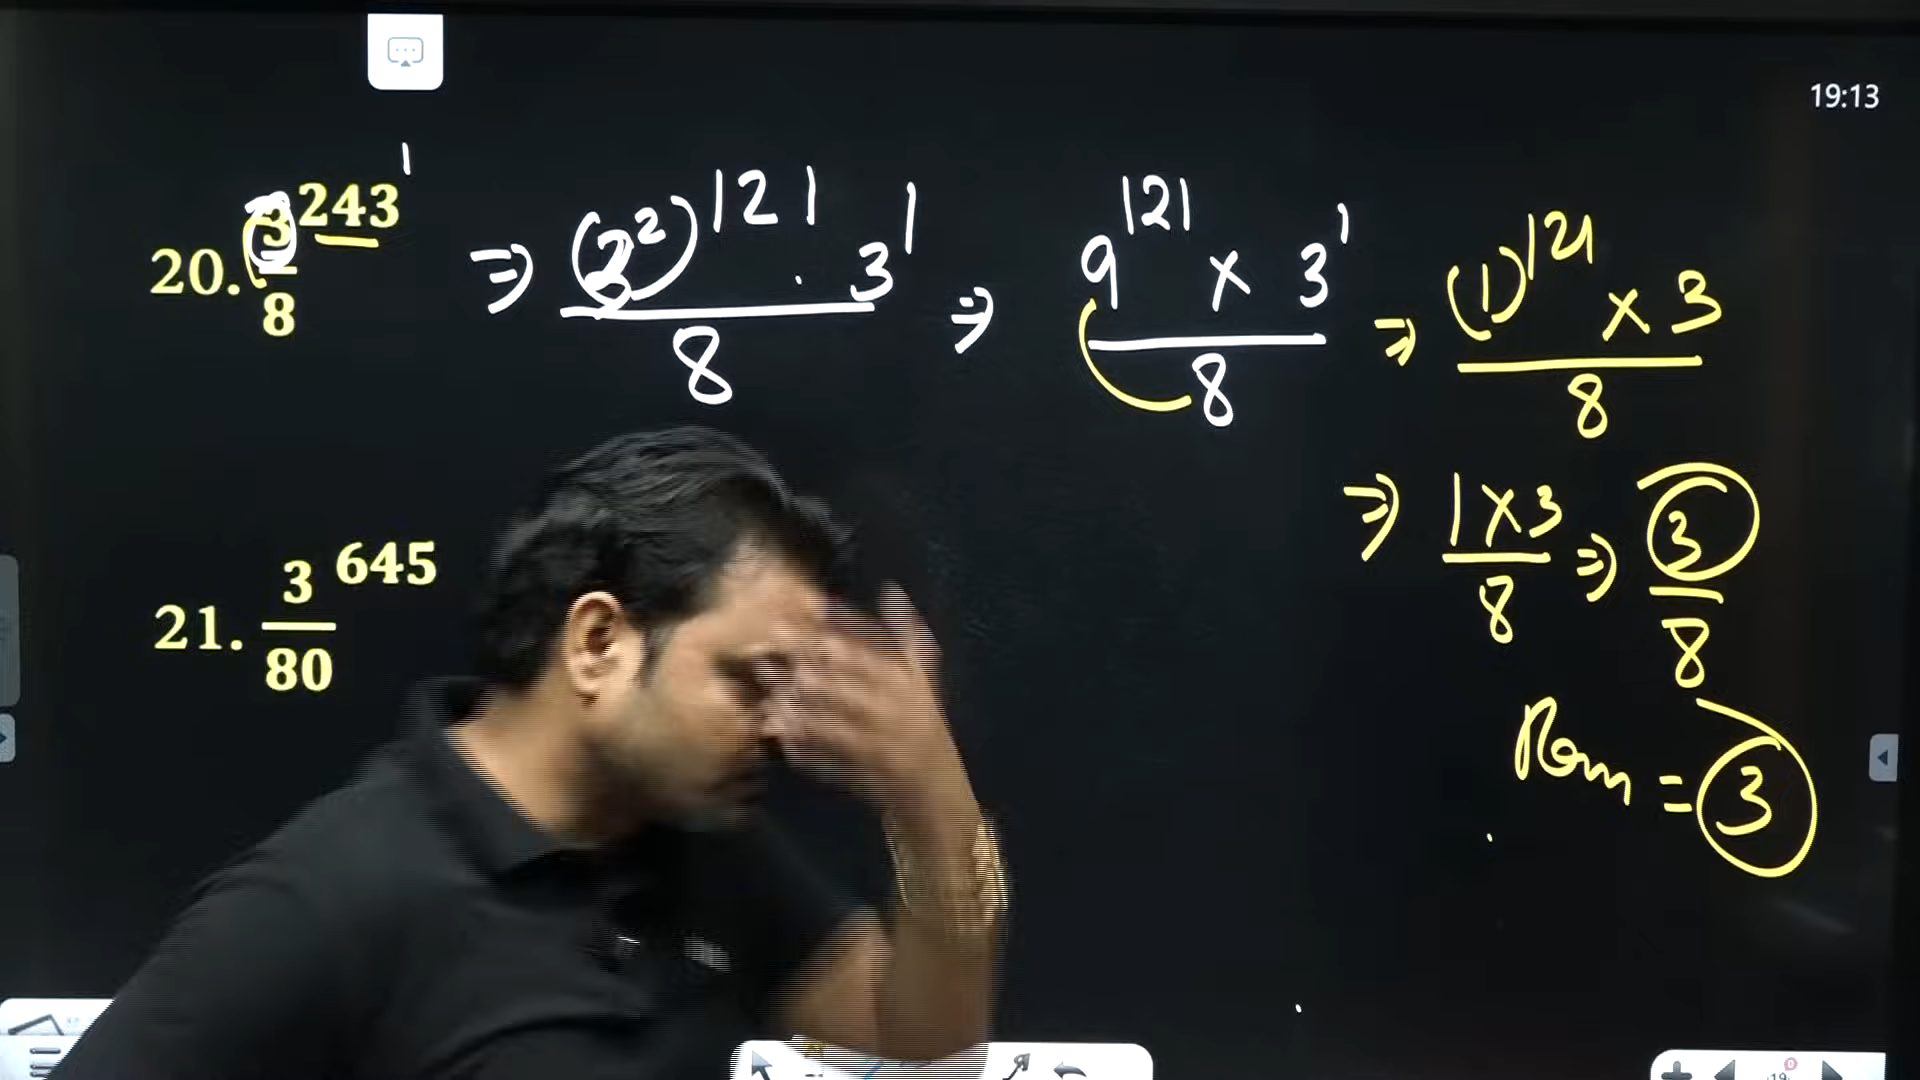 19:13
20. 3^243^1 / 8 ⇒ (3²)^121 . 3^1 / 8 ⇒ 9^121 × 3^1 / 8 ⇒ (1)^121 × 3 / 8
⇒ 1×3 / 8 ⇒ 3 / 8
21. 3^645 / 80
Rem = 3